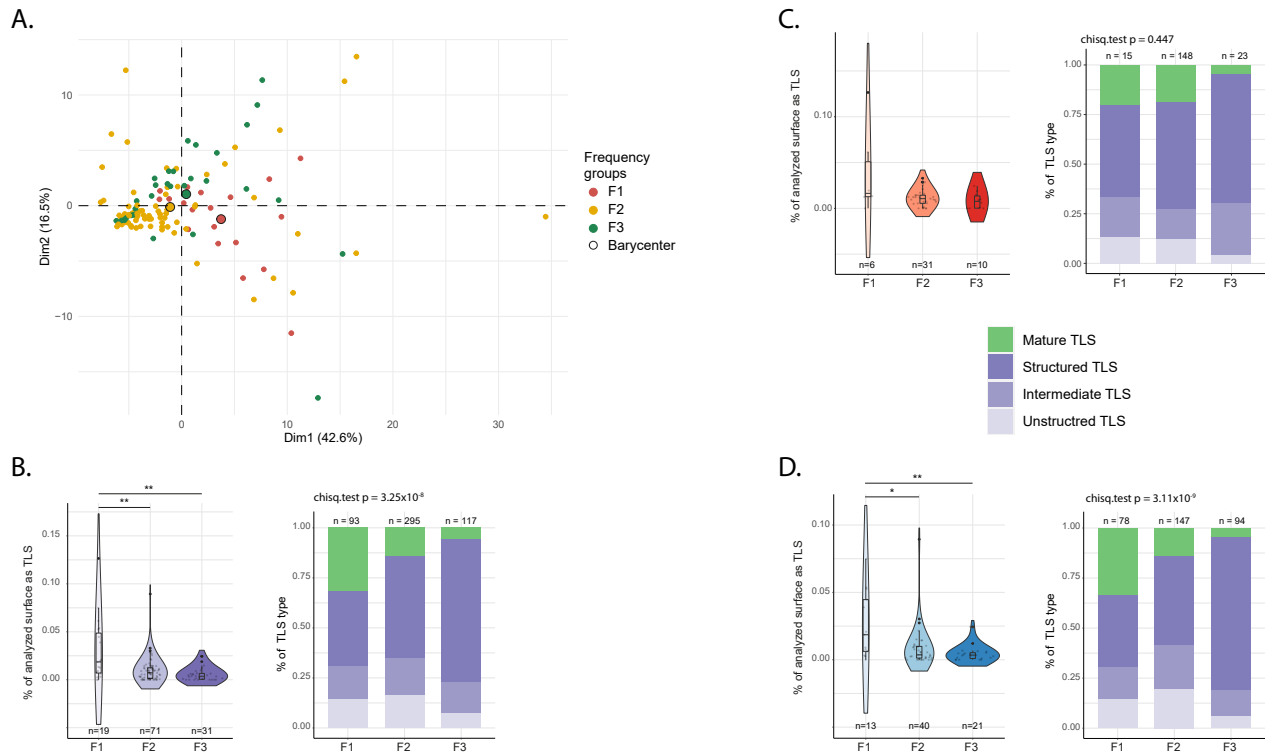 A.
10
0
−10
Dim2 (16.5%)
0
10
20
30
Dim1 (42.6%)
Frequency
groups
F1
F2
F3
Barycenter
B.
**
**
0.15
0.10
0.05
0.00
% of analyzed surface as TLS
n=19
n=71
n=31
F1
F2
F3
chisq.test p = 3.25x10-8
n = 93
n = 295
n = 117
1.00
0.75
0.50
0.25
0.00
% of TLS type
F1
F2
F3
C.
0.10
0.00
% of analyzed surface as TLS
n=6
n=31
n=10
F1
F2
F3
chisq.test p = 0.447
n = 15
n = 148
n = 23
1.00
0.75
0.50
0.25
0.00
% of TLS type
F1
F2
F3
Mature TLS
Structured TLS
Intermediate TLS
Unstructred TLS
D.
**
*
0.10
0.05
0.00
% of analyzed surface as TLS
n=13
n=40
n=21
F1
F2
F3
chisq.test p = 3.11x10-9
n = 78
n = 147
n = 94
1.00
0.75
0.50
0.25
0.00
% of TLS type
F1
F2
F3